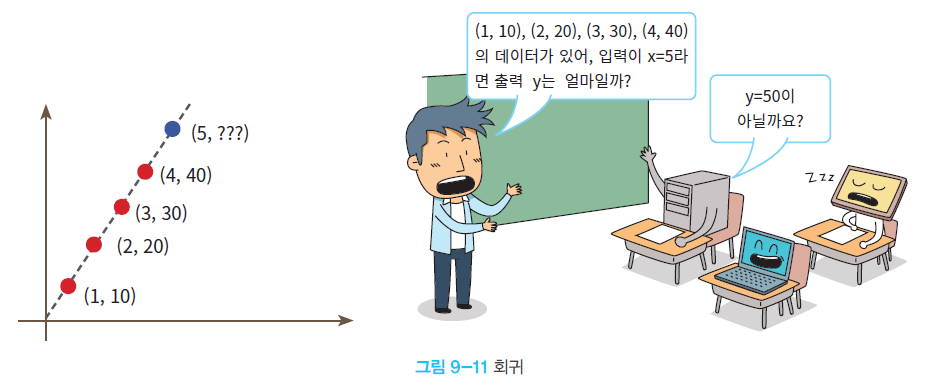 (1, 10), (2, 20), (3, 30), (4, 40)
의 데이터가 있어, 입력이 x=5라
면 출력 y는 얼마일까?
y=50이
아닐까요?
(5, ???)
(4, 40)
(3, 30)
(2, 20)
(1, 10)
Zzz
그림 9-11 회귀